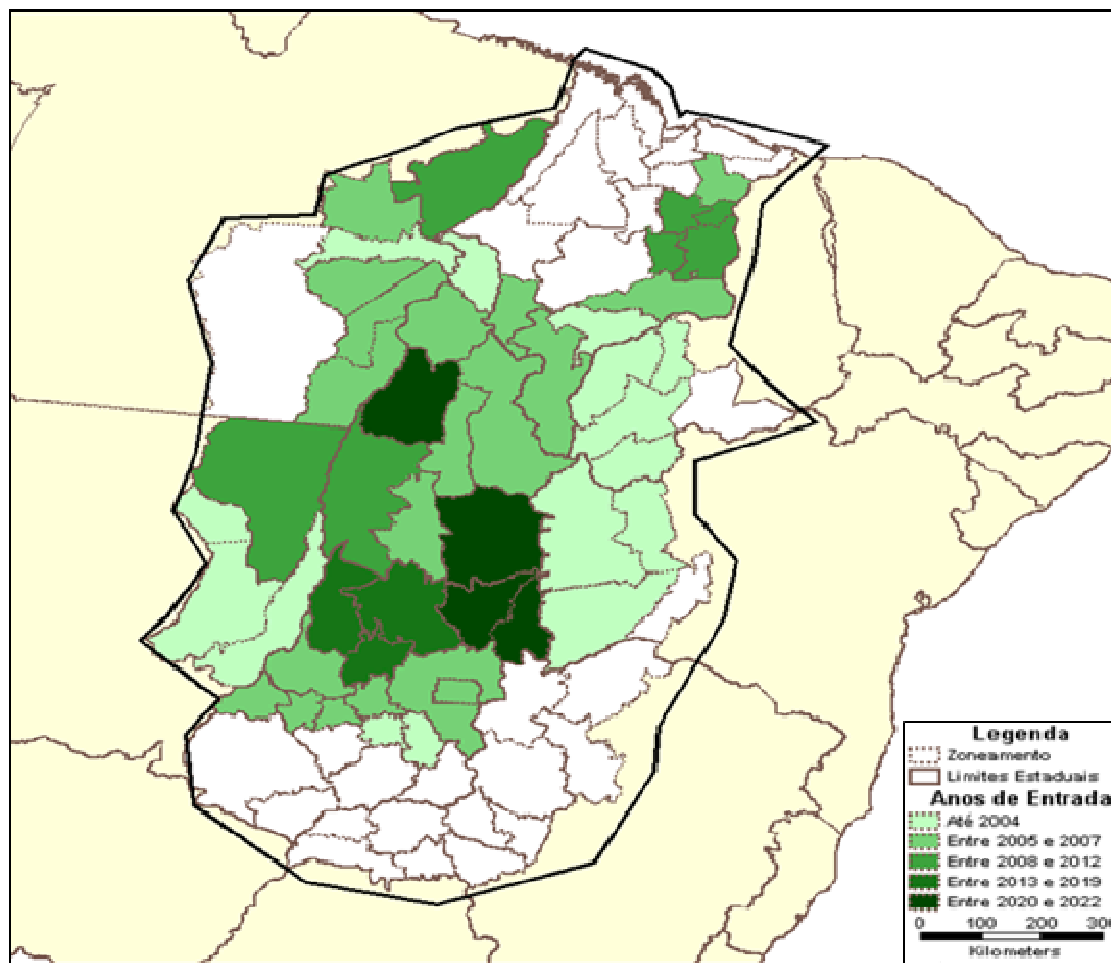 Legenda
Zoneamento
Limites Estaduais
Anos de Entrada
Até 2004
Entre 2005 e 2007
Entre 2008 e 2012
Entre 2013 e 2019
Entre 2020 e 2022
0 100 200 300
Kilometers